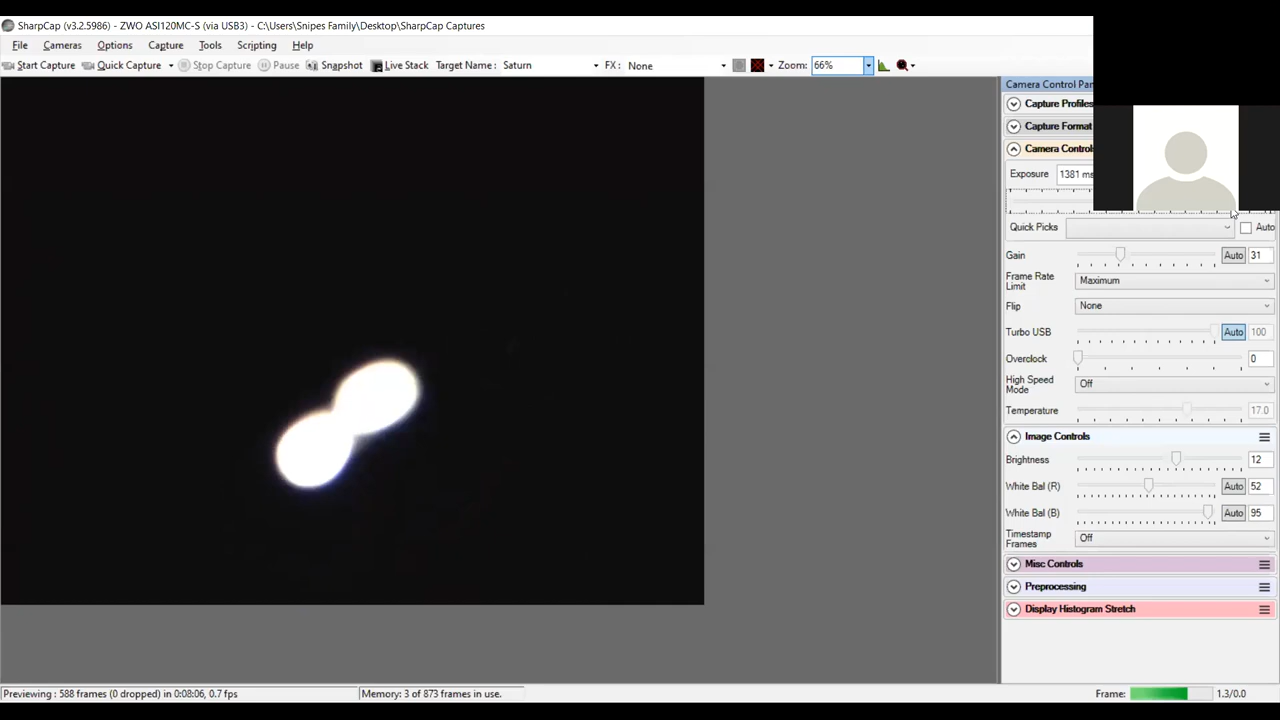 SharpCap (v3.2.5986) - ZWO ASI120MC-S (via USB3) - C:\Users\Snipes Family\Desktop\SharpCap Captures
File Cameras Options Capture Tools Scripting Help
Start Capture Quick Capture Stop Capture Pause Snapshot Live Stack Target Name : Saturn FX : None Zoom: 66%
Camera Control Pan
Capture Profiles
Capture Format
Camera Controls
Exposure 1381 ms
Quick Picks Auto
Gain Auto 31
Frame Rate Limit Maximum
Flip None
Turbo USB Auto 100
Overclock 0
High Speed Mode Off
Temperature 17.0
Image Controls
Brightness 12
White Bal (R) Auto 52
White Bal (B) Auto 95
Timestamp Frames Off
Misc Controls
Preprocessing
Display Histogram Stretch
Previewing : 588 frames (0 dropped) in 0:08:06, 0.7 fps Memory: 3 of 873 frames in use. Frame: 1.3/0.0